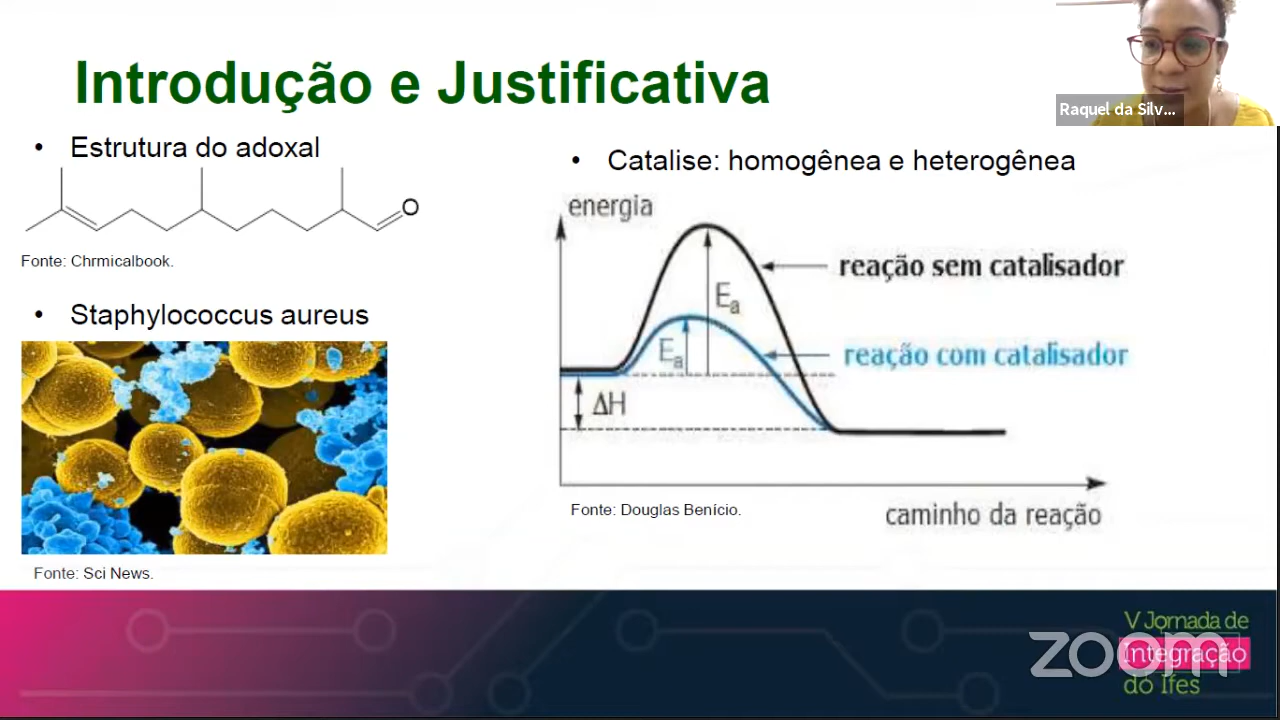 Introdução e Justificativa
Raquel da Silv...
• Estrutura do adoxal
O
Fonte: Chrmicalbook.
• Staphylococcus aureus
Fonte: Sci News.
• Catalise: homogênea e heterogênea
energia
reação sem catalisador
Ea
reação com catalisador
Ea
ΔH
Fonte: Douglas Benício.
caminho da reação
V Jornada de
Integração
do Ifes
zoom